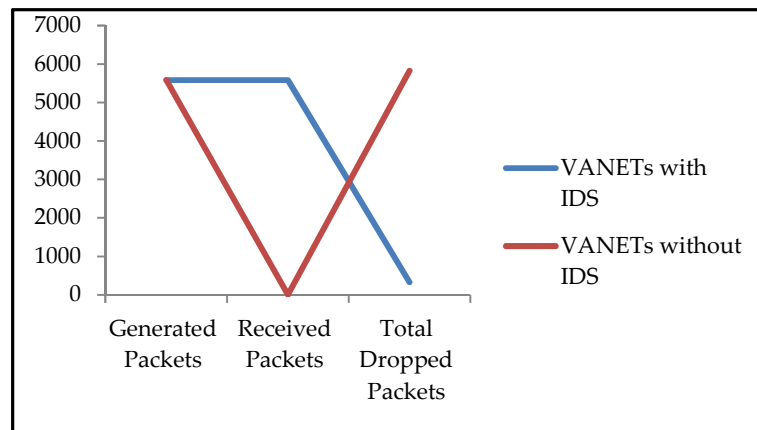 7000
6000
5000
4000
3000
2000
1000
0
Generated
Packets
Received
Packets
Total
Dropped
Packets
VANETs with
IDS
VANETs without
IDS